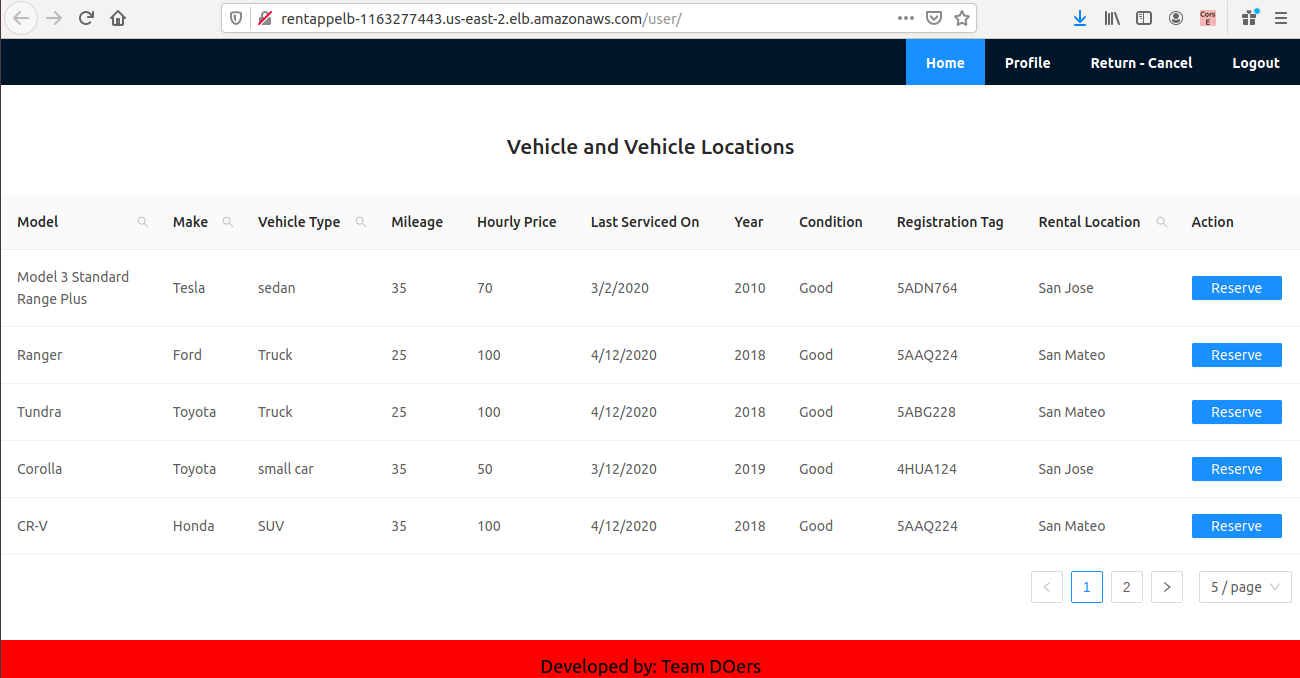 rentappelb-1163277443.us-east-2.elb.amazonaws.com/user/
Cors E
Home Profile Return - Cancel Logout
Vehicle and Vehicle Locations
Model Make Vehicle Type Mileage Hourly Price Last Serviced On Year Condition Registration Tag Rental Location Action
Model 3 Standard
Range Plus Tesla sedan 35 70 3/2/2020 2010 Good 5ADN764 San Jose Reserve
Ranger Ford Truck 25 100 4/12/2020 2018 Good 5AAQ224 San Mateo Reserve
Tundra Toyota Truck 25 100 4/12/2020 2018 Good 5ABG228 San Mateo Reserve
Corolla Toyota small car 35 50 3/12/2020 2019 Good 4HUA124 San Jose Reserve
CR-V Honda SUV 35 100 4/12/2020 2018 Good 5AAQ224 San Mateo Reserve
< 1 2 > 5 / page
Developed by: Team DOers